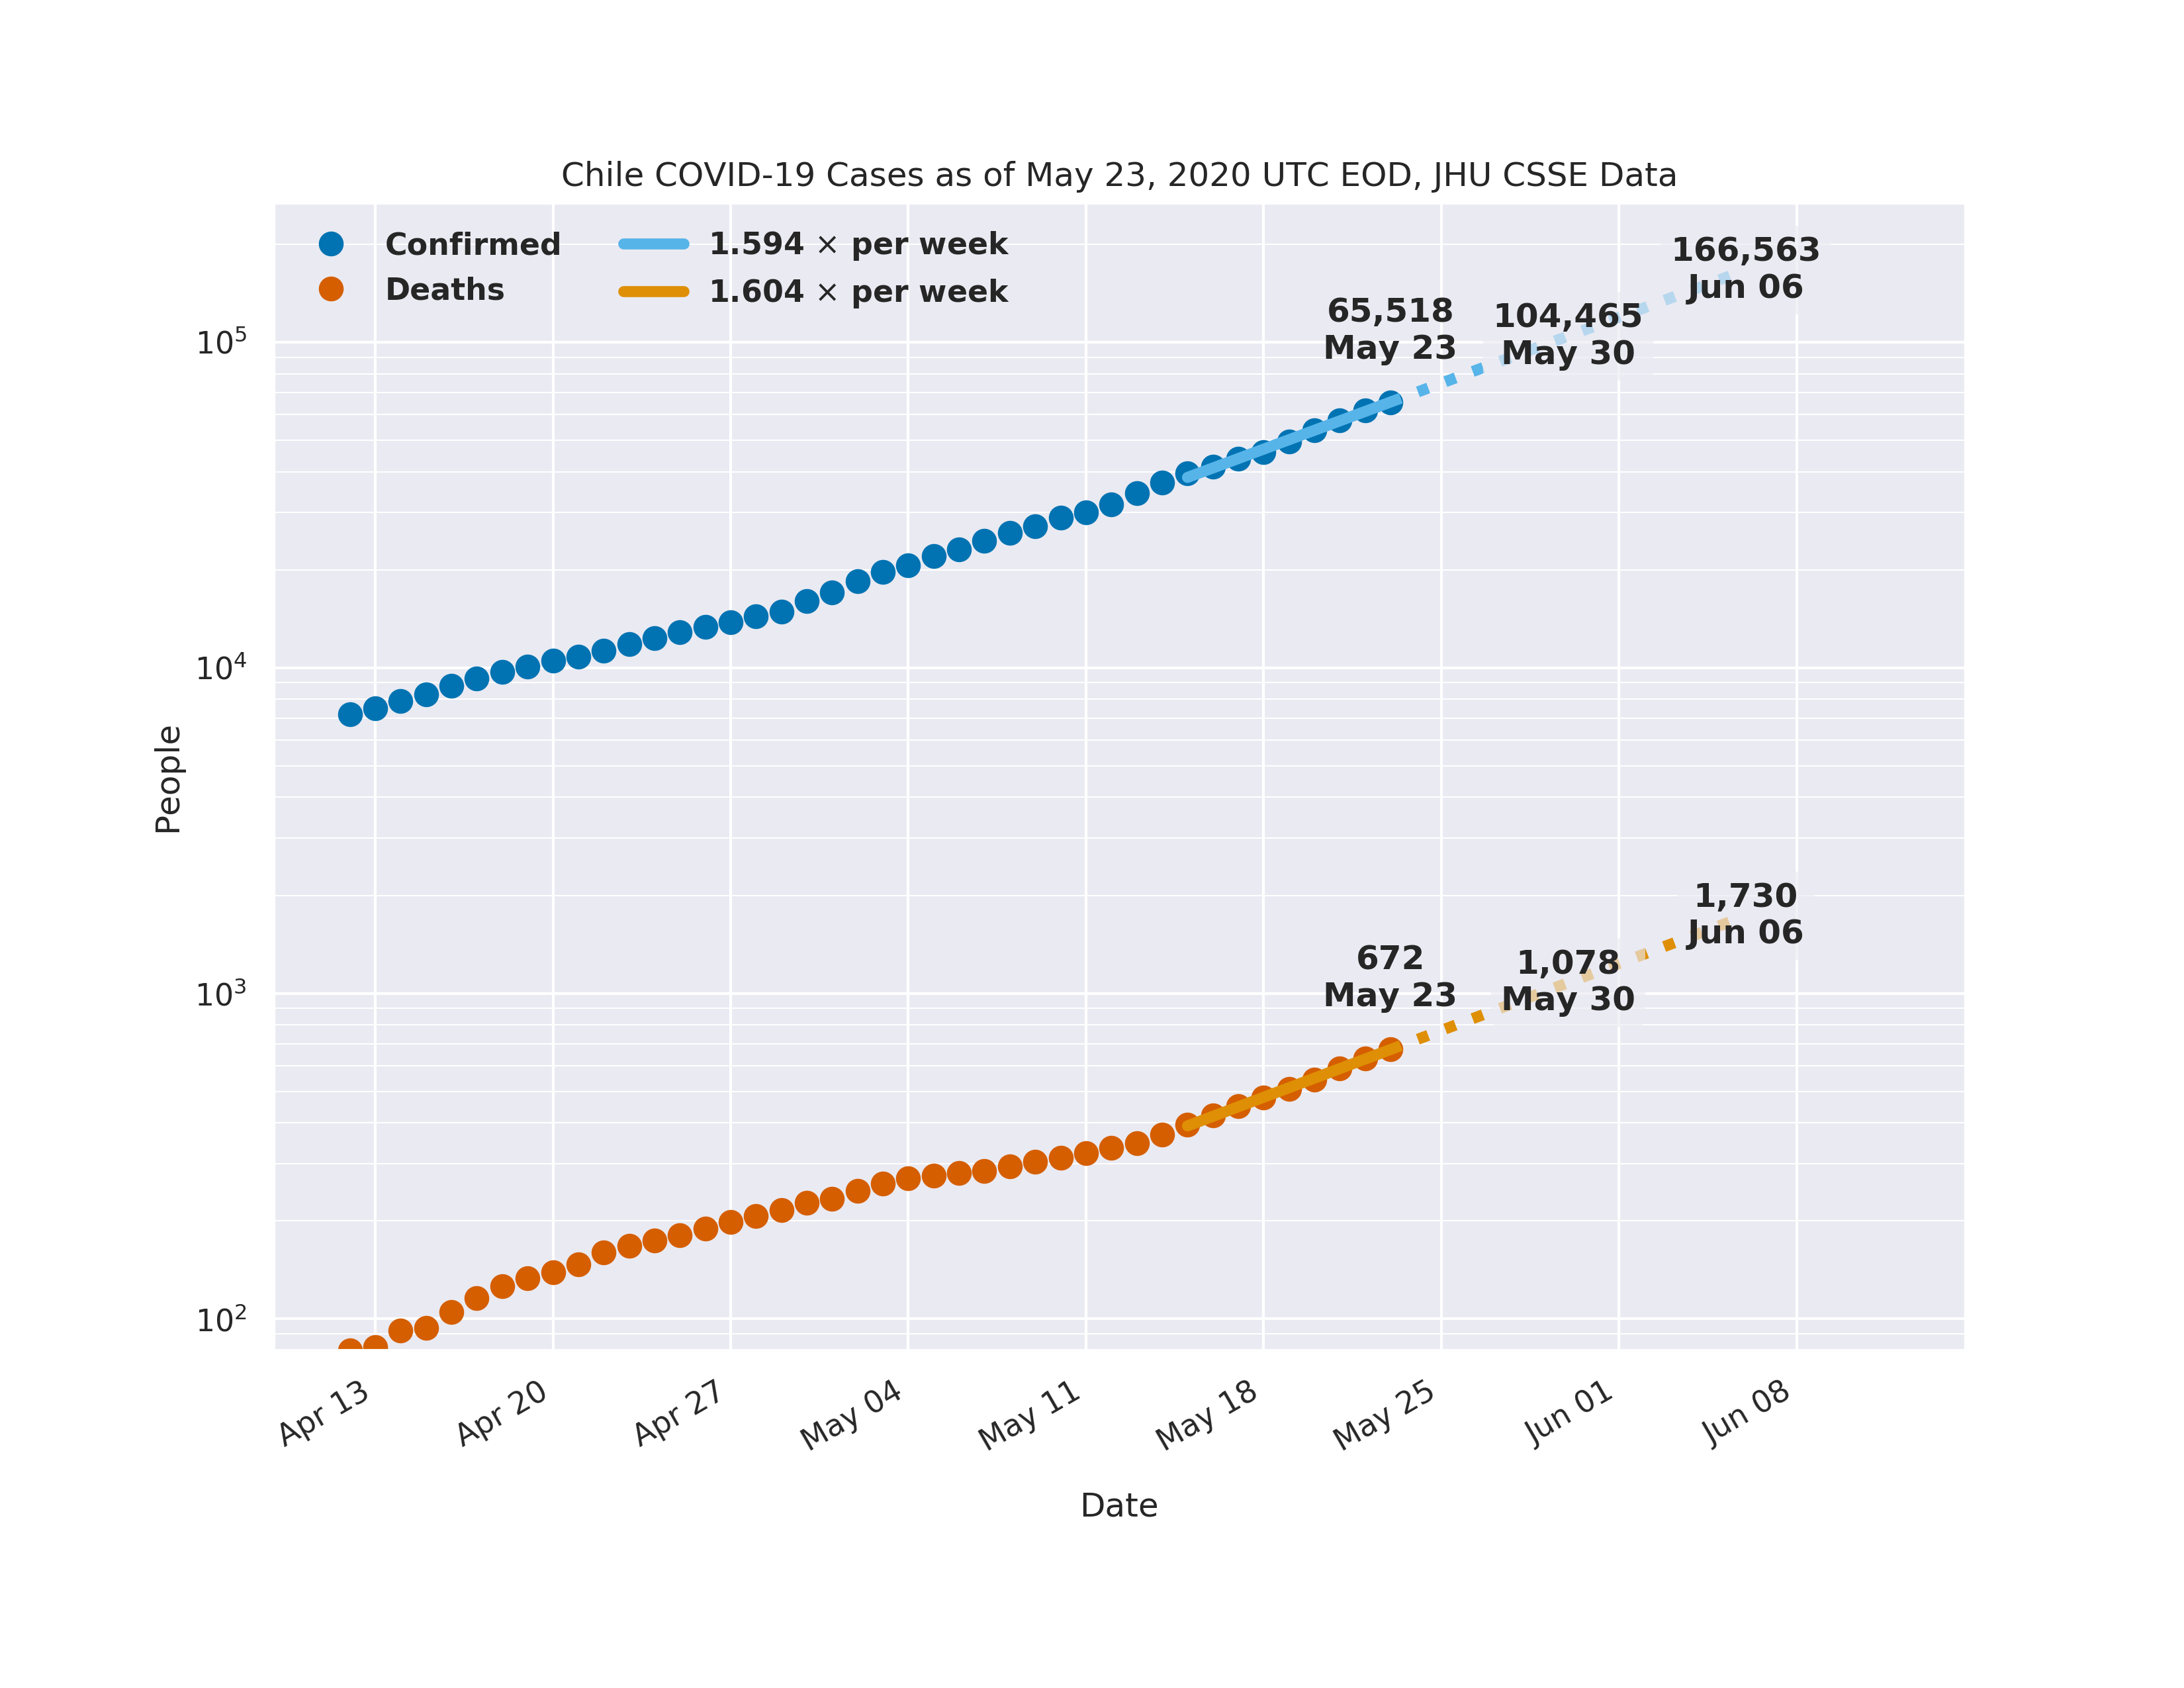 Chile COVID-19 Cases as of May 23, 2020 UTC EOD, JHU CSSE Data
Confirmed
Deaths
1.594 × per week
1.604 × per week
166,563
Jun 06
65,518
May 23
104,465
May 30
1,730
Jun 06
672
May 23
1,078
May 30
10⁵
10⁴
10³
10²
People
Apr 13
Apr 20
Apr 27
May 04
May 11
May 18
May 25
Jun 01
Jun 08
Date